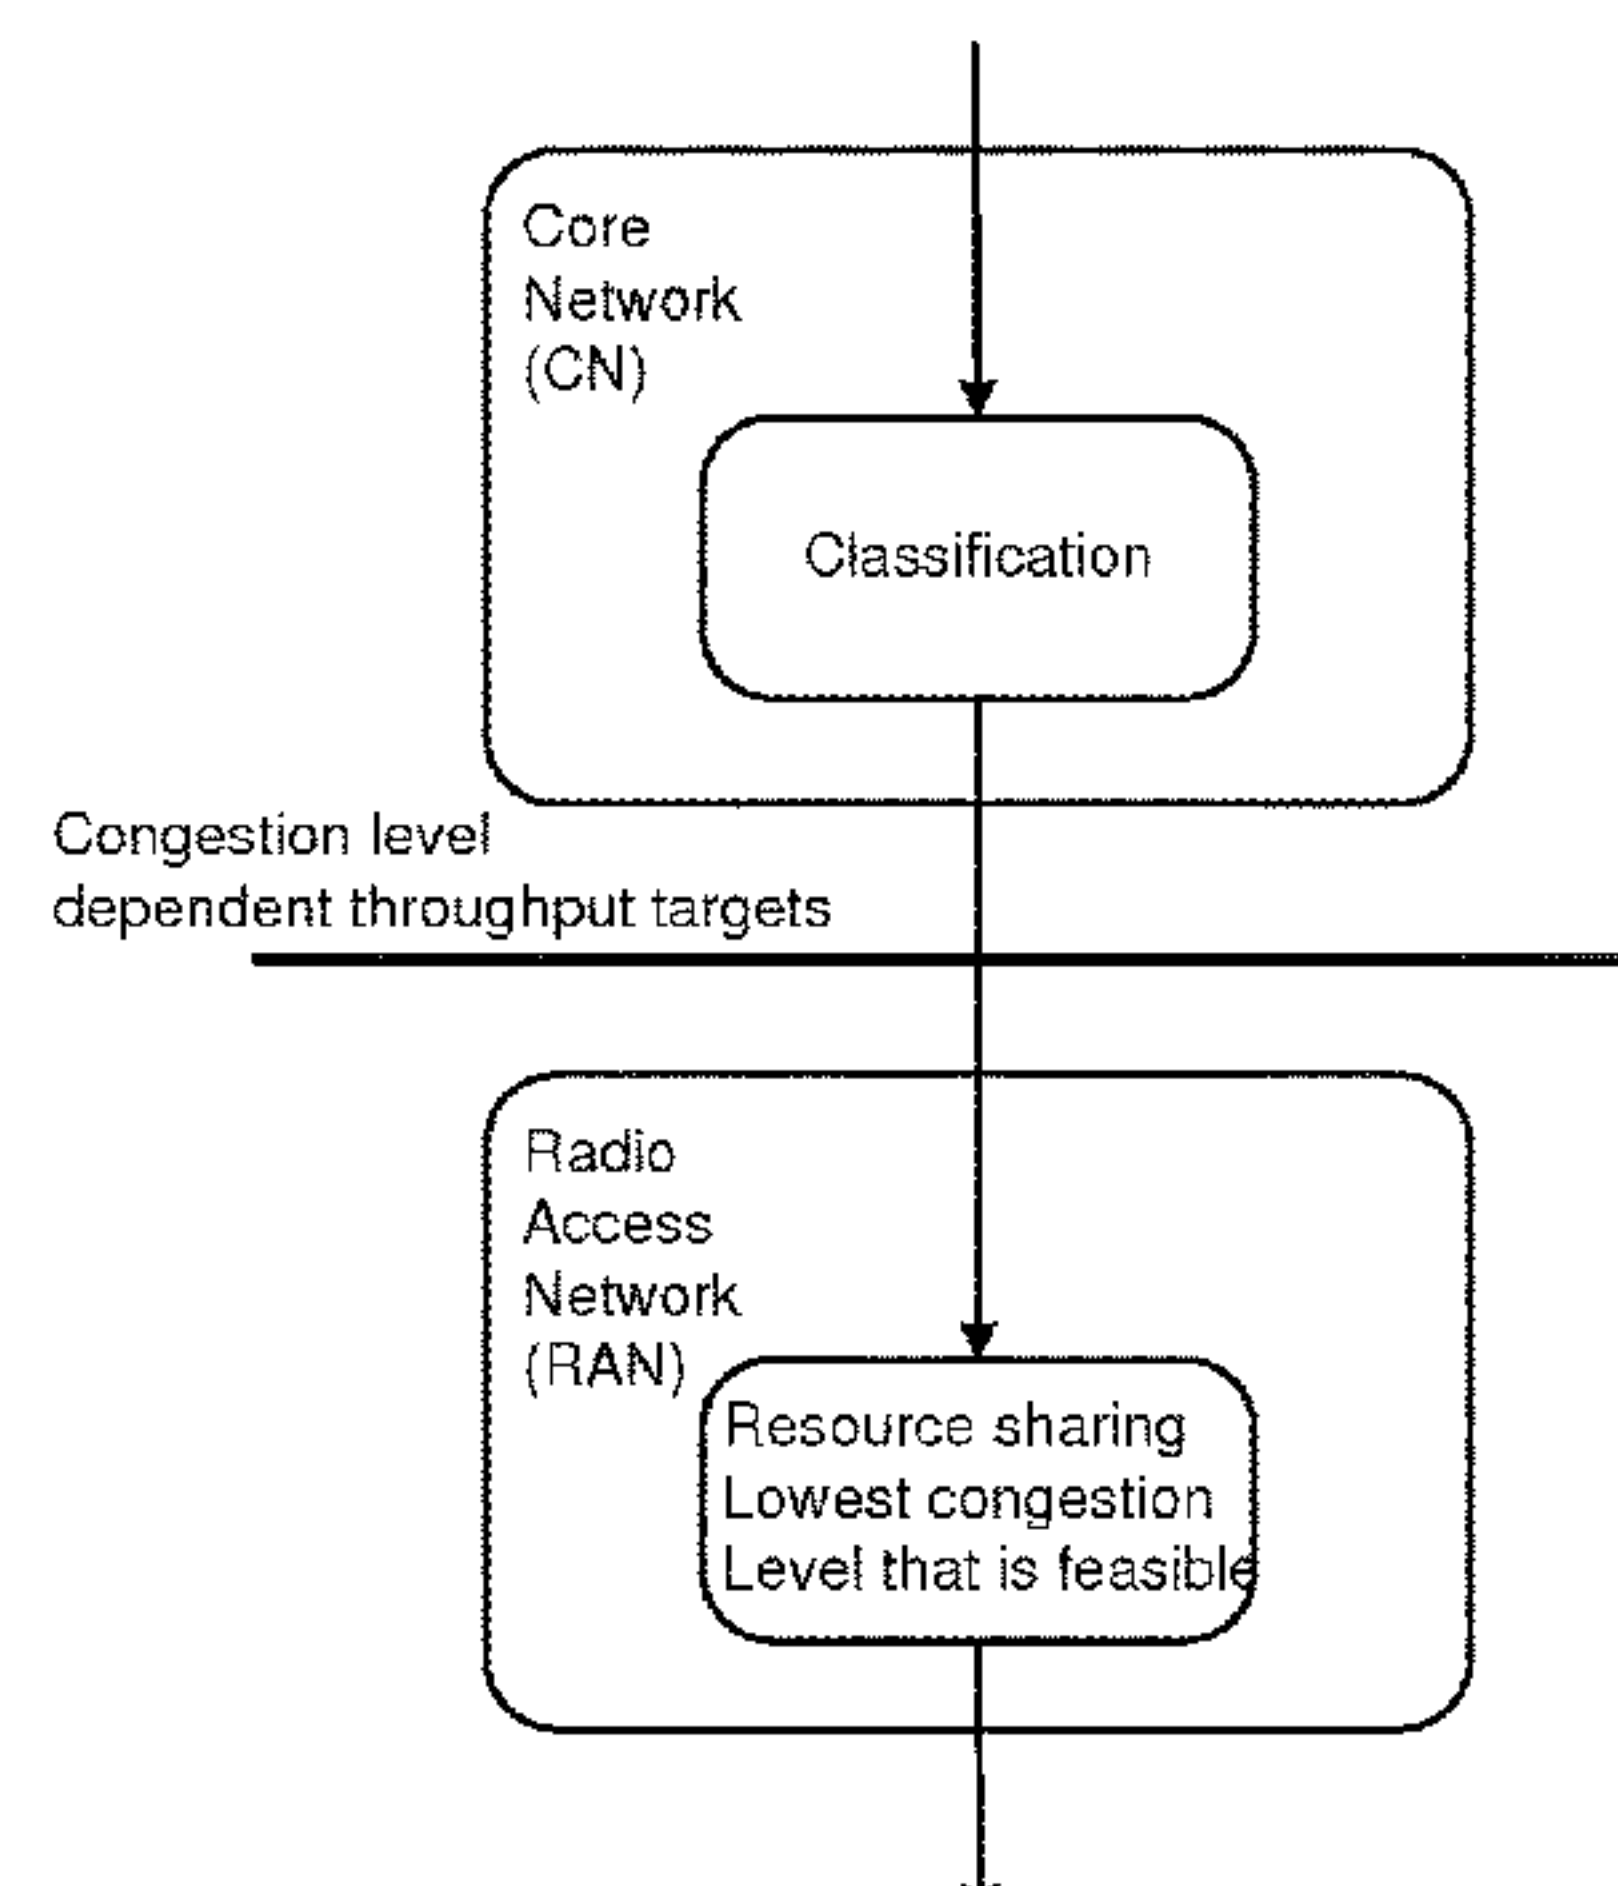 Core
Network
(CN)
Classification
Congestion level
dependent throughput targets
Radio
Access
Network
(RAN)
Resource sharing
Lowest congestion
Level that is feasible